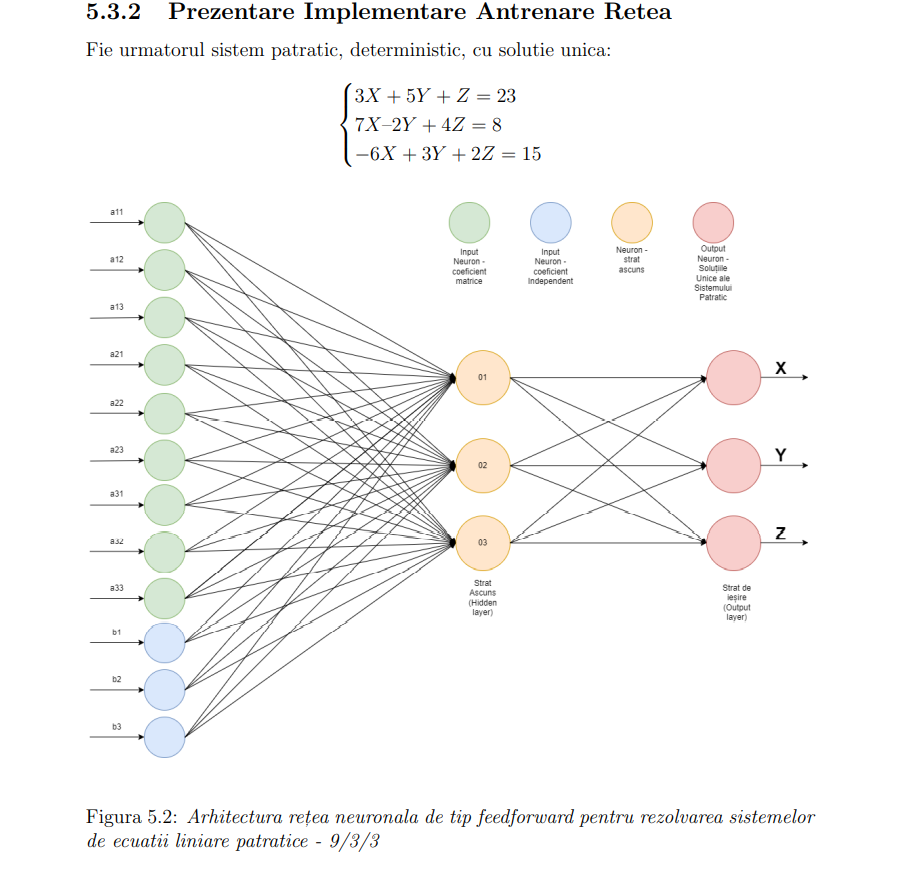 5.3.2 Prezentare Implementare Antrenare Retea
Fie urmatorul sistem patratic, deterministic, cu solutie unica:
3X + 5Y + Z = 23
7X–2Y + 4Z = 8
−6X + 3Y + 2Z = 15
a11
a12
a13
a21
a22
a23
a31
a32
a33
b1
b2
b3
Input
Neuron -
coeficient
matrice
Input
Neuron -
coeficient
Independent
Neuron -
strat
ascuns
Output
Neuron -
Soluțiile
Unice ale
Sistemului
Patratic
01
02
03
Strat
Ascuns
(Hidden
layer)
X
Y
Z
Strat de
ieșire
(Output
layer)
Figura 5.2: Arhitectura rețea neuronala de tip feedforward pentru rezolvarea sistemelor
de ecuatii liniare patratice - 9/3/3